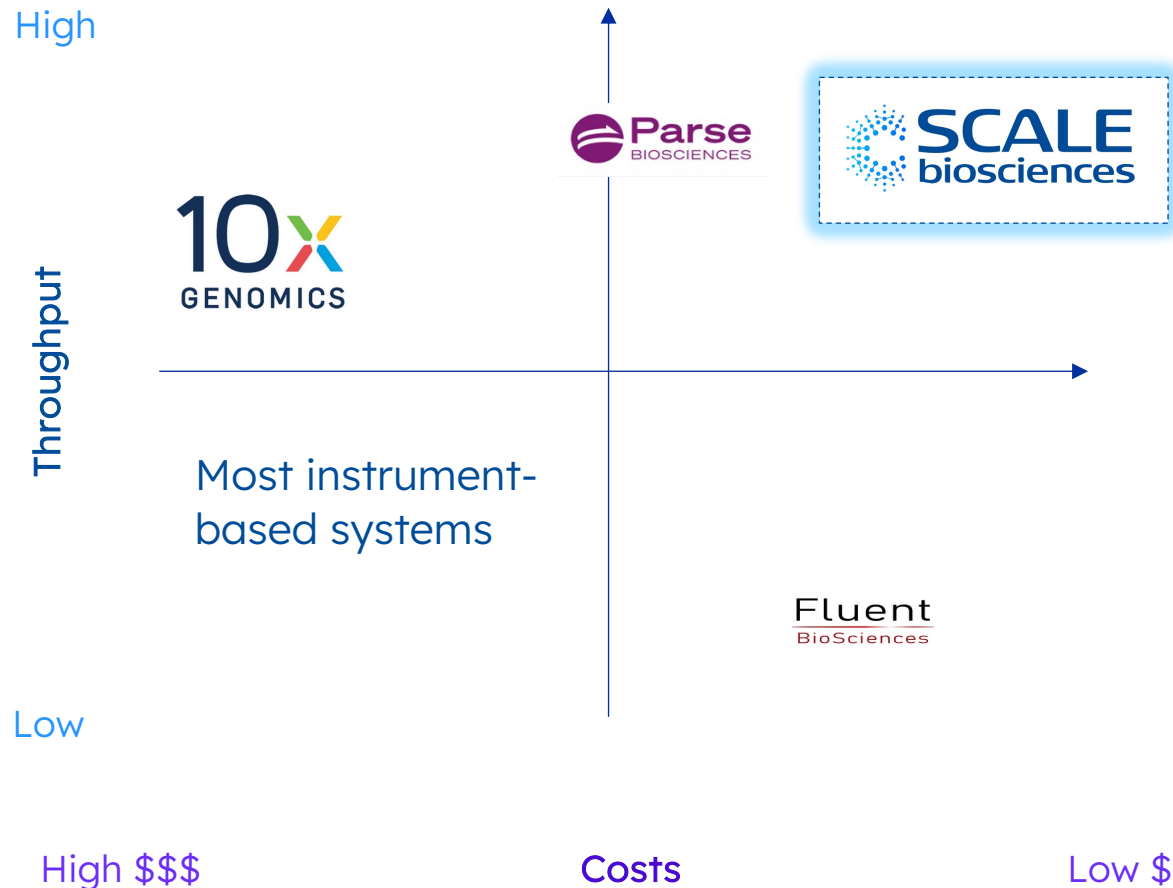 High
Parse
BIOSCIENCES
SCALE
biosciences
10x
GENOMICS
Throughput
Most instrument-
based systems
Fluent
BioSciences
Low
High $$$
Costs
Low $